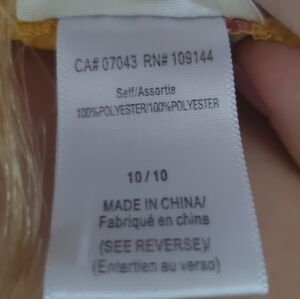 CA# 07043 RN# 109144
Self/Assortie
100%POLYESTER/100%POLYESTER
10 / 10
MADE IN CHINA/
Fabriqué en chine
(SEE REVERSE)/
(Entertien au verso)